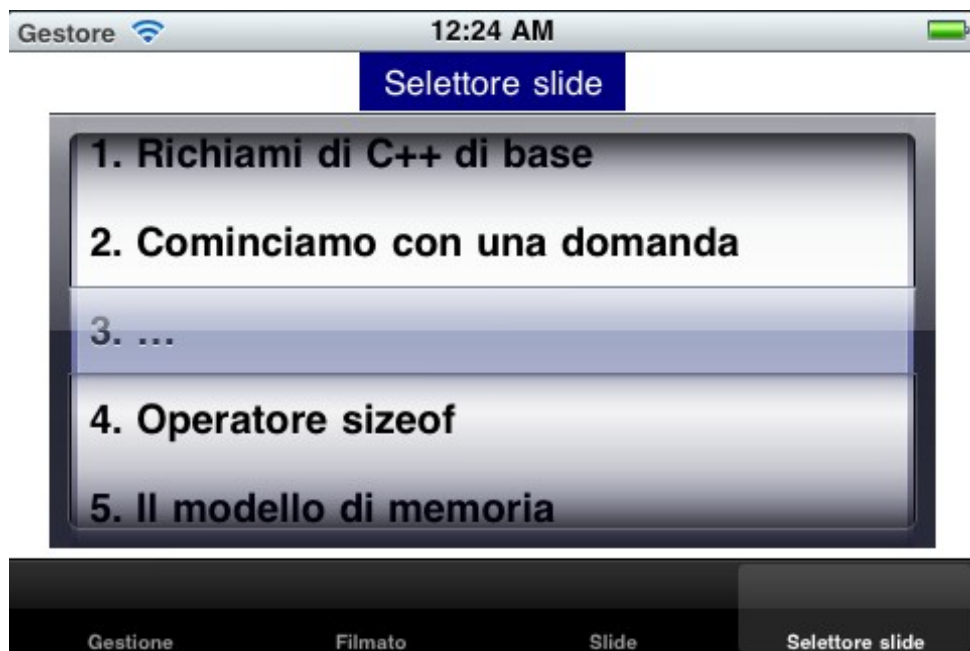 Gestore 12:24 AM
Selettore slide
1. Richiami di C++ di base
2. Cominciamo con una domanda
3. ...
4. Operatore sizeof
5. Il modello di memoria
Gestione Filmato Slide Selettore slide